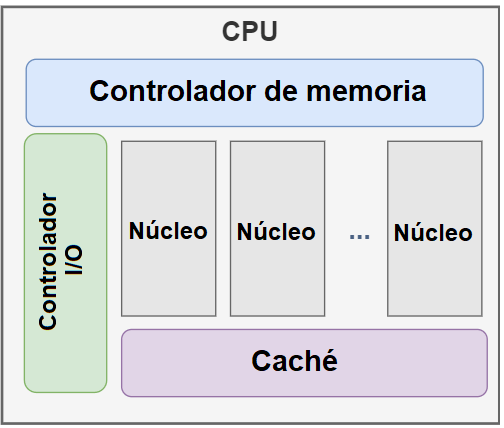 CPU
Controlador de memoria
Controlador
I/O
Núcleo
Núcleo
...
Núcleo
Caché